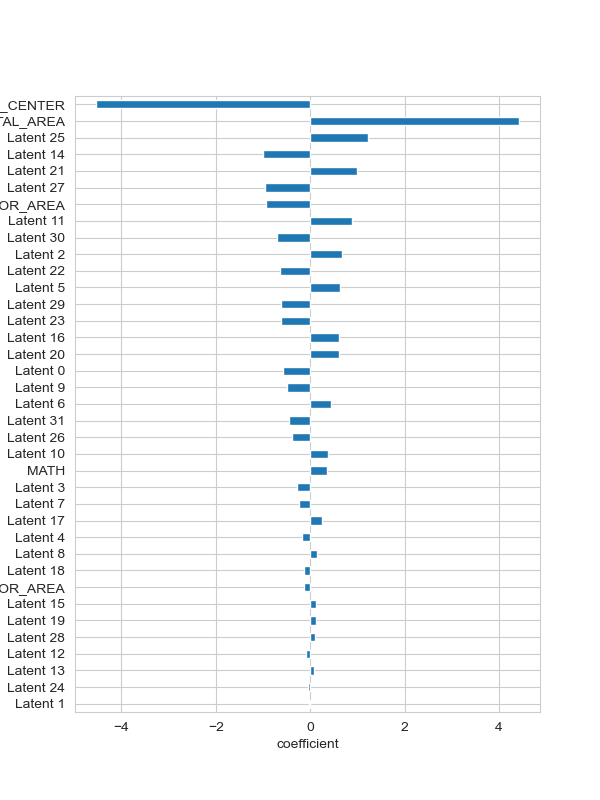 _CENTER
TAL_AREA
Latent 25
Latent 14
Latent 21
Latent 27
OR_AREA
Latent 11
Latent 30
Latent 2
Latent 22
Latent 5
Latent 29
Latent 23
Latent 16
Latent 20
Latent 0
Latent 9
Latent 6
Latent 31
Latent 26
Latent 10
MATH
Latent 3
Latent 7
Latent 17
Latent 4
Latent 8
Latent 18
OR_AREA
Latent 15
Latent 19
Latent 28
Latent 12
Latent 13
Latent 24
Latent 1
−4 −2 0 2 4
coefficient